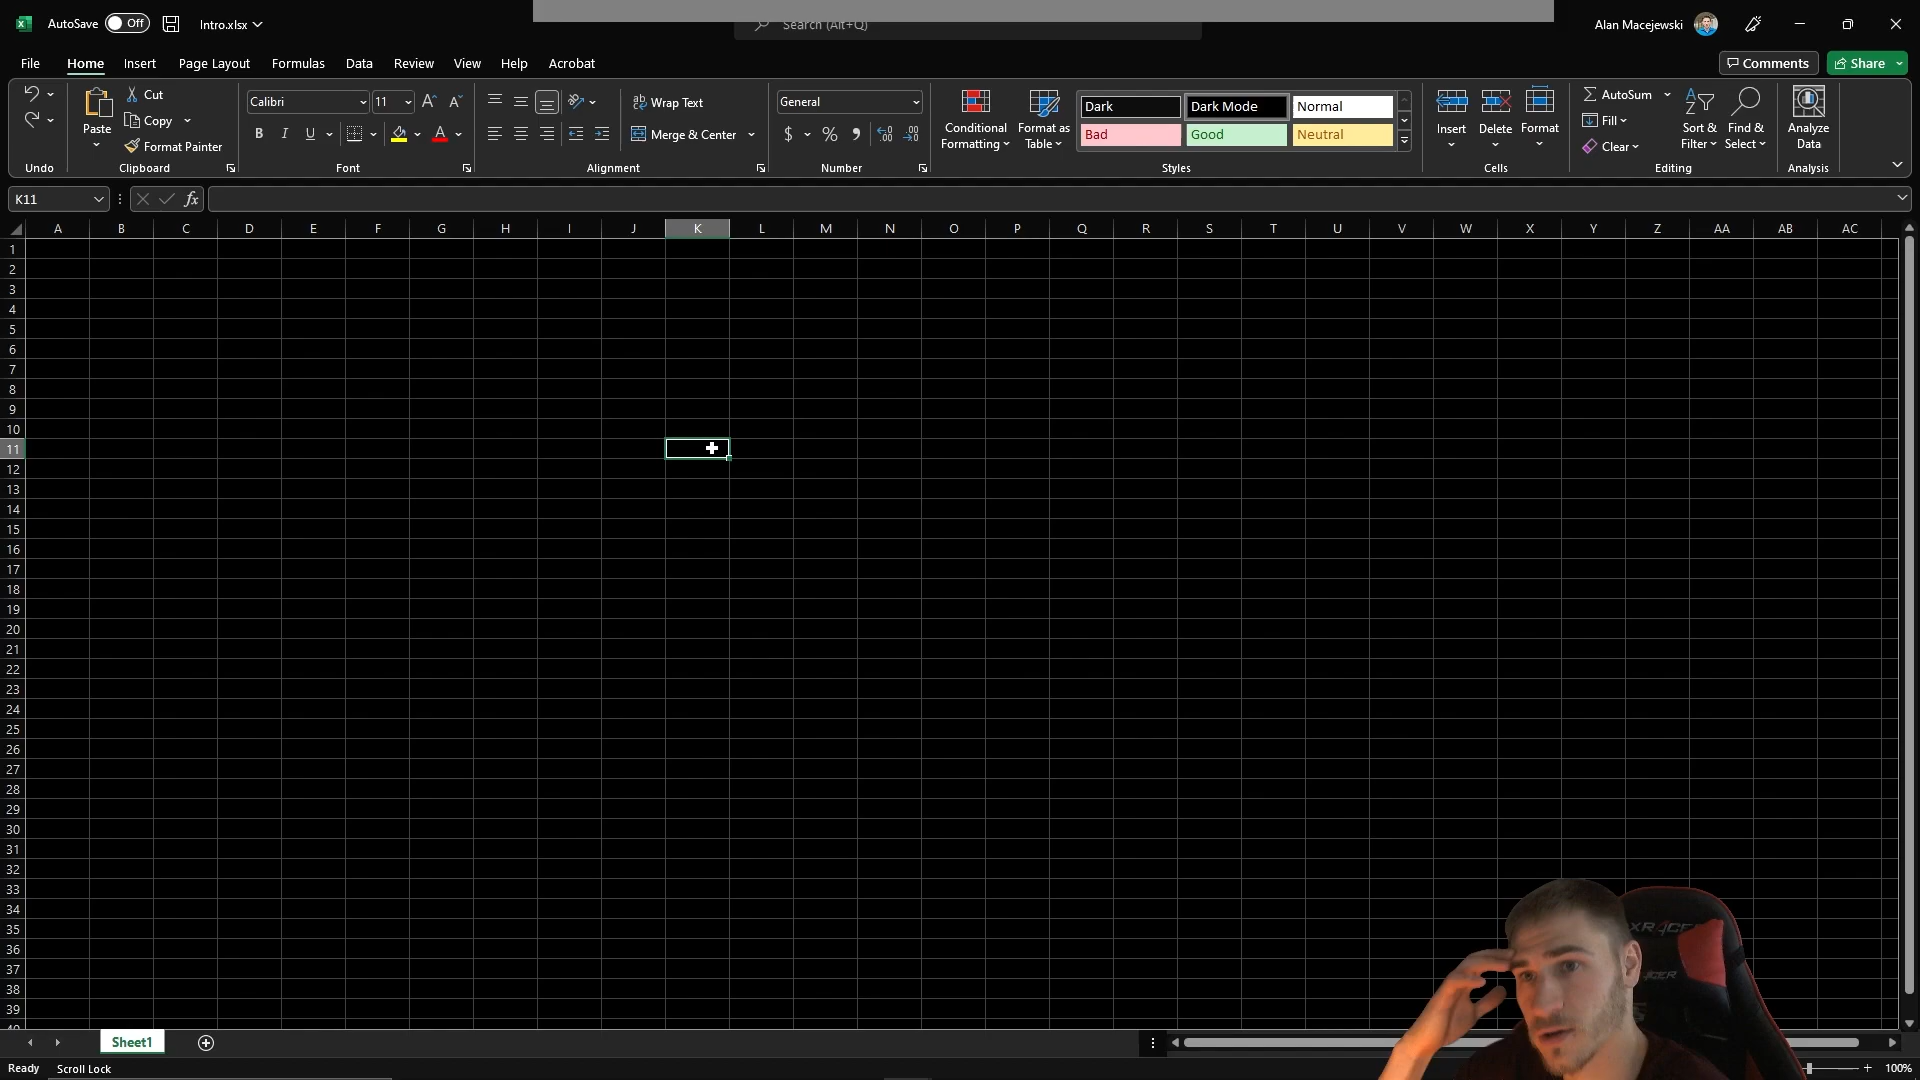 AutoSave Off Intro.xlsx Search (Alt+Q) Alan Macejewski
File Home Insert Page Layout Formulas Data Review View Help Acrobat Comments Share
Cut
Copy
Format Painter
Paste
Calibri 11
B I U
Wrap Text
Merge & Center
General
$ % 9
Conditional Formatting
Format as Table
Dark Dark Mode Normal
Bad Good Neutral
Insert Delete Format
AutoSum
Fill
Clear
Sort & Filter
Find & Select
Analyze Data
Undo Clipboard Font Alignment Number Styles Cells Editing Analysis
K11 fx
A B C D E F G H I J K L M N O P Q R S T U V W X Y Z AA AB AC
1
2
3
4
5
6
7
8
9
10
11
12
13
14
15
16
17
18
19
20
21
22
23
24
25
26
27
28
29
30
31
32
33
34
35
36
37
38
39
40
Sheet1
Ready Scroll Lock 100%